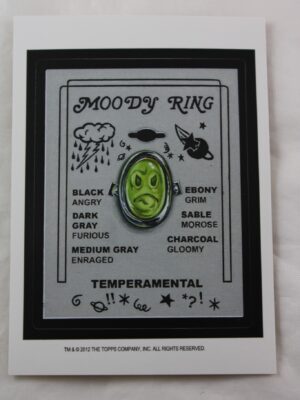 MOODY RING
BLACK
ANGRY
DARK
GRAY
FURIOUS
MEDIUM GRAY
ENRAGED
EBONY
GRIM
SABLE
MOROSE
CHARCOAL
GLOOMY
TEMPERAMENTAL
!!* *?!
TM & © 2012 THE TOPPS COMPANY, INC. ALL RIGHTS RESERVED.